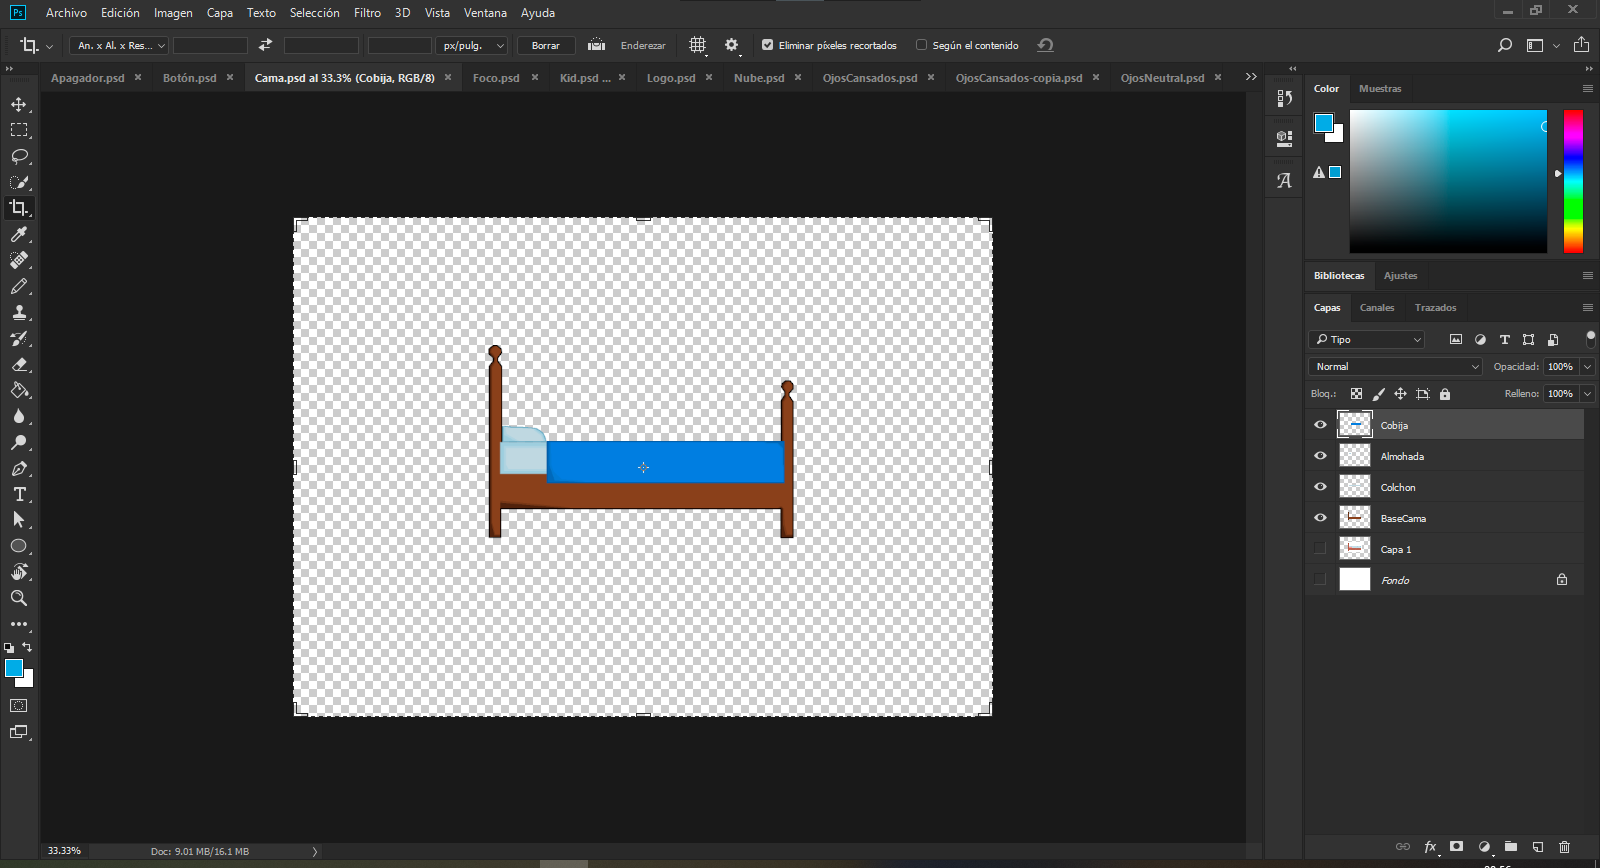 Ps Archivo Edición Imagen Capa Texto Selección Filtro 3D Vista Ventana Ayuda
An. x Al. x Res... px/pulg. Borrar Enderezar Eliminar píxeles recortados Según el contenido
Apagador.psd × Botón.psd × Cama.psd al 33.3% (Cobija, RGB/8) × Foco.psd × Kid.psd ... × Logo.psd × Nube.psd × OjosCansados.psd × OjosCansados-copia.psd × OjosNeutral.psd ×
Color Muestras
Bibliotecas Ajustes
Capas Canales Trazados
Tipo
Normal Opacidad: 100%
Bloq.: Relleno: 100%
Cobija
Almohada
Colchon
BaseCama
Capa 1
Fondo
33.33% Doc: 9.01 MB/16.1 MB
fx